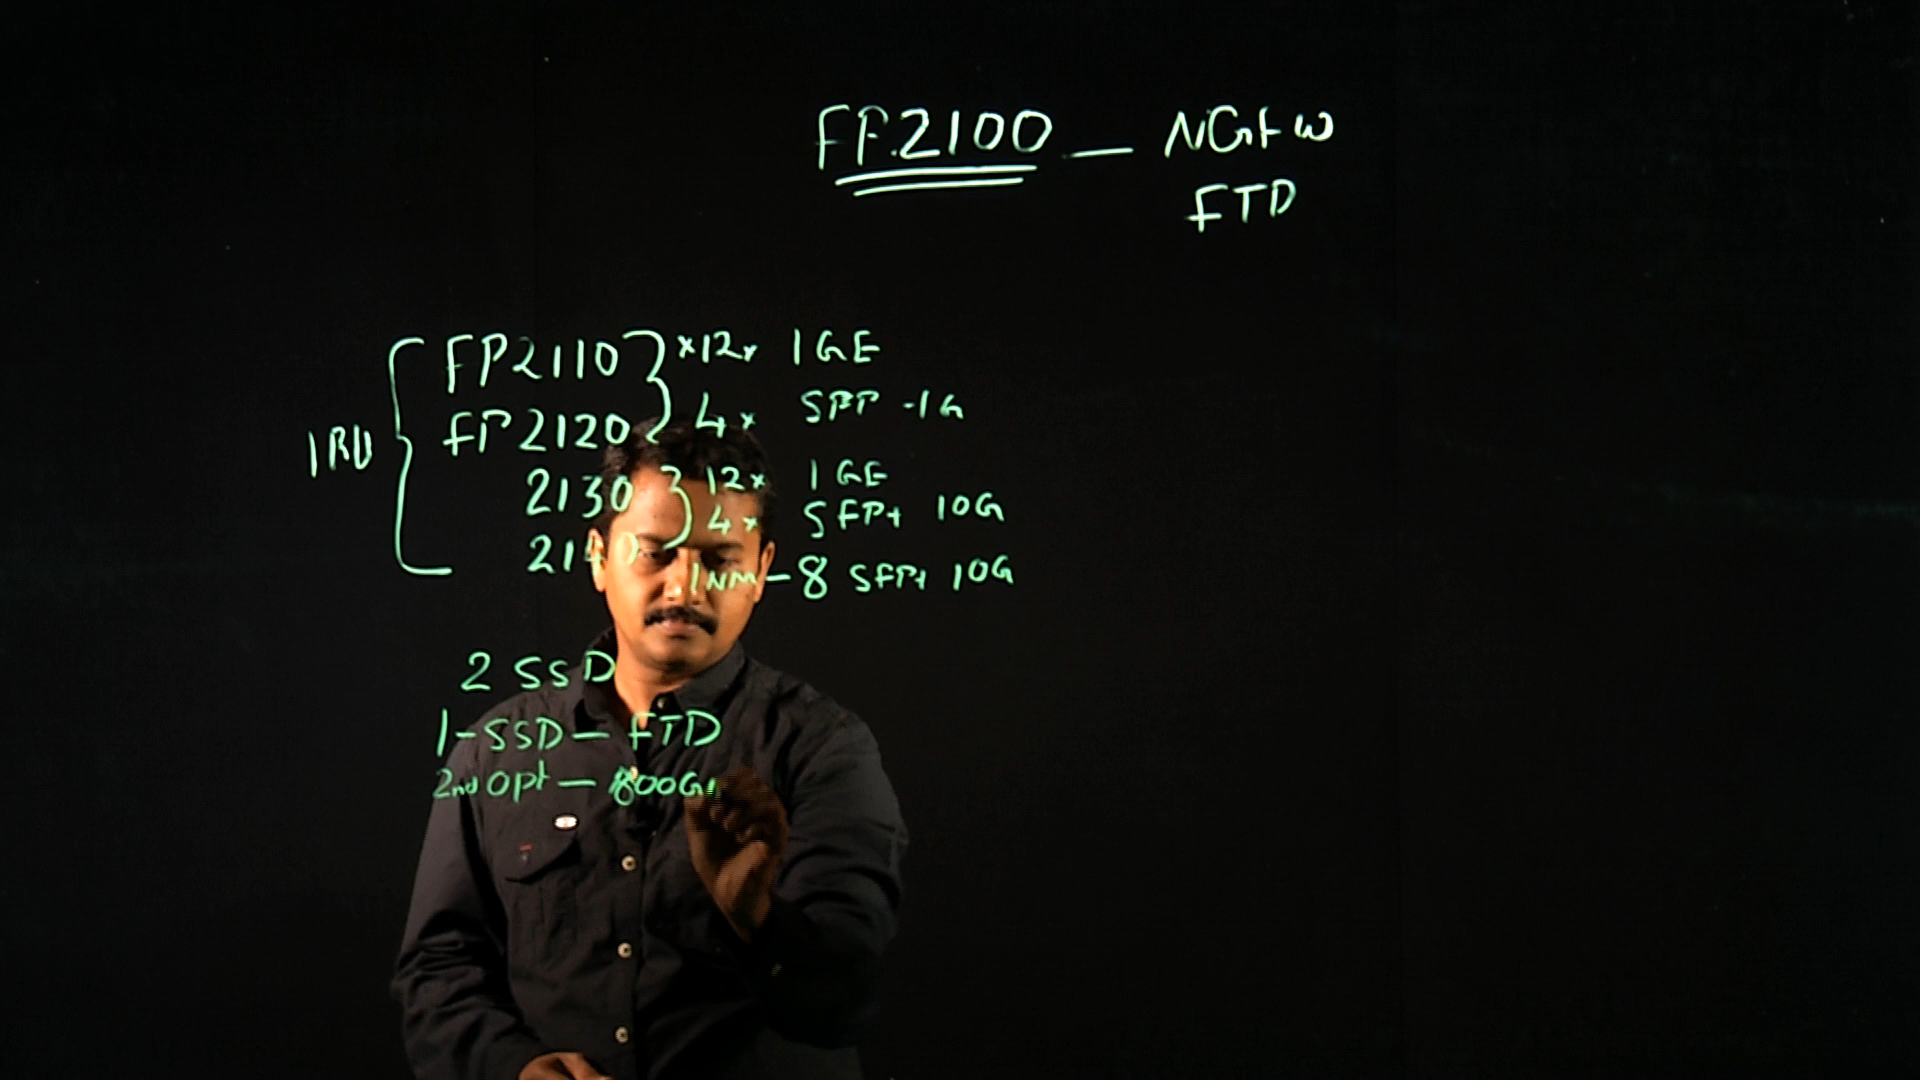 FP2100 — NGFW
FTD
1RU
FP2110 x12x 1GE
FP2120 4x SFP -1G
2130 12x 1GE
4x SFP+ 10G
2140
1NM - 8 SFP+ 10G
2 SSD
1-SSD — FTD
2nd Opt — 800G